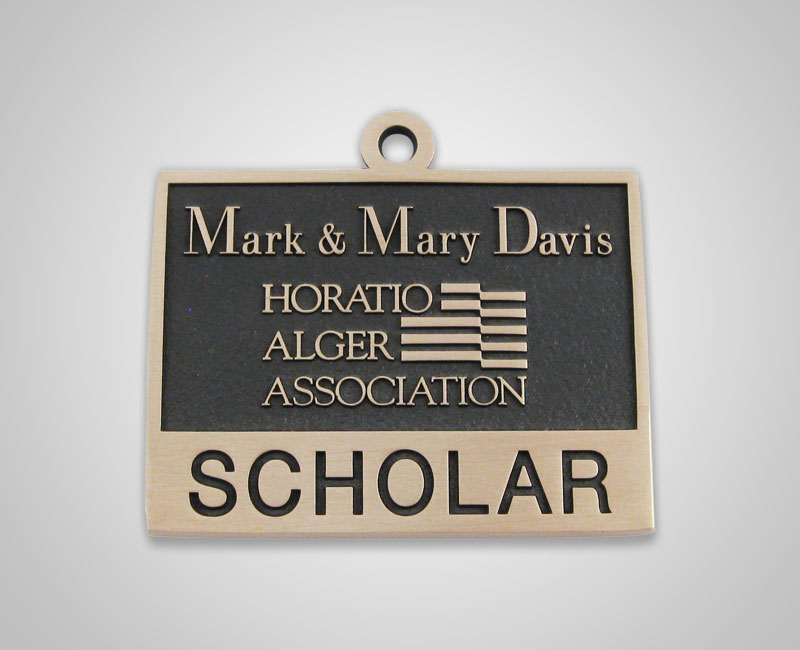 Mark & Mary Davis
HORATIO
ALGER
ASSOCIATION
SCHOLAR